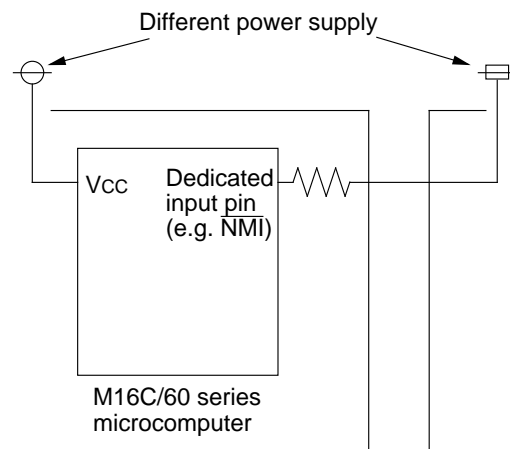 Different power supply
VCC
Dedicated
input pin
(e.g. NMI)
M16C/60 series
microcomputer